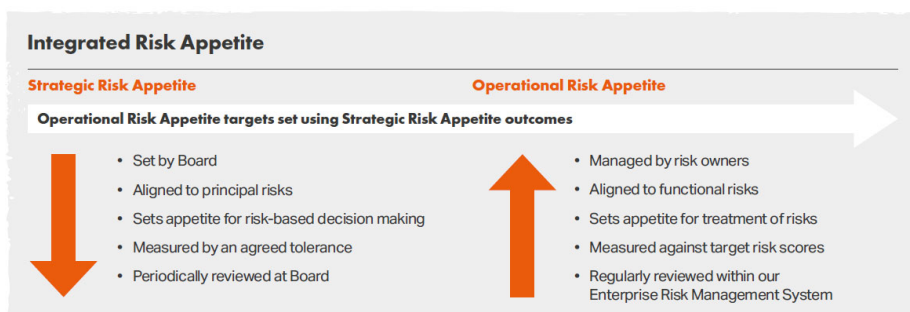 Integrated Risk Appetite
Strategic Risk Appetite
Operational Risk Appetite
Operational Risk Appetite targets set using Strategic Risk Appetite outcomes
• Set by Board
• Aligned to principal risks
• Sets appetite for risk-based decision making
• Measured by an agreed tolerance
• Periodically reviewed at Board
• Managed by risk owners
• Aligned to functional risks
• Sets appetite for treatment of risks
• Measured against target risk scores
• Regularly reviewed within our
Enterprise Risk Management System